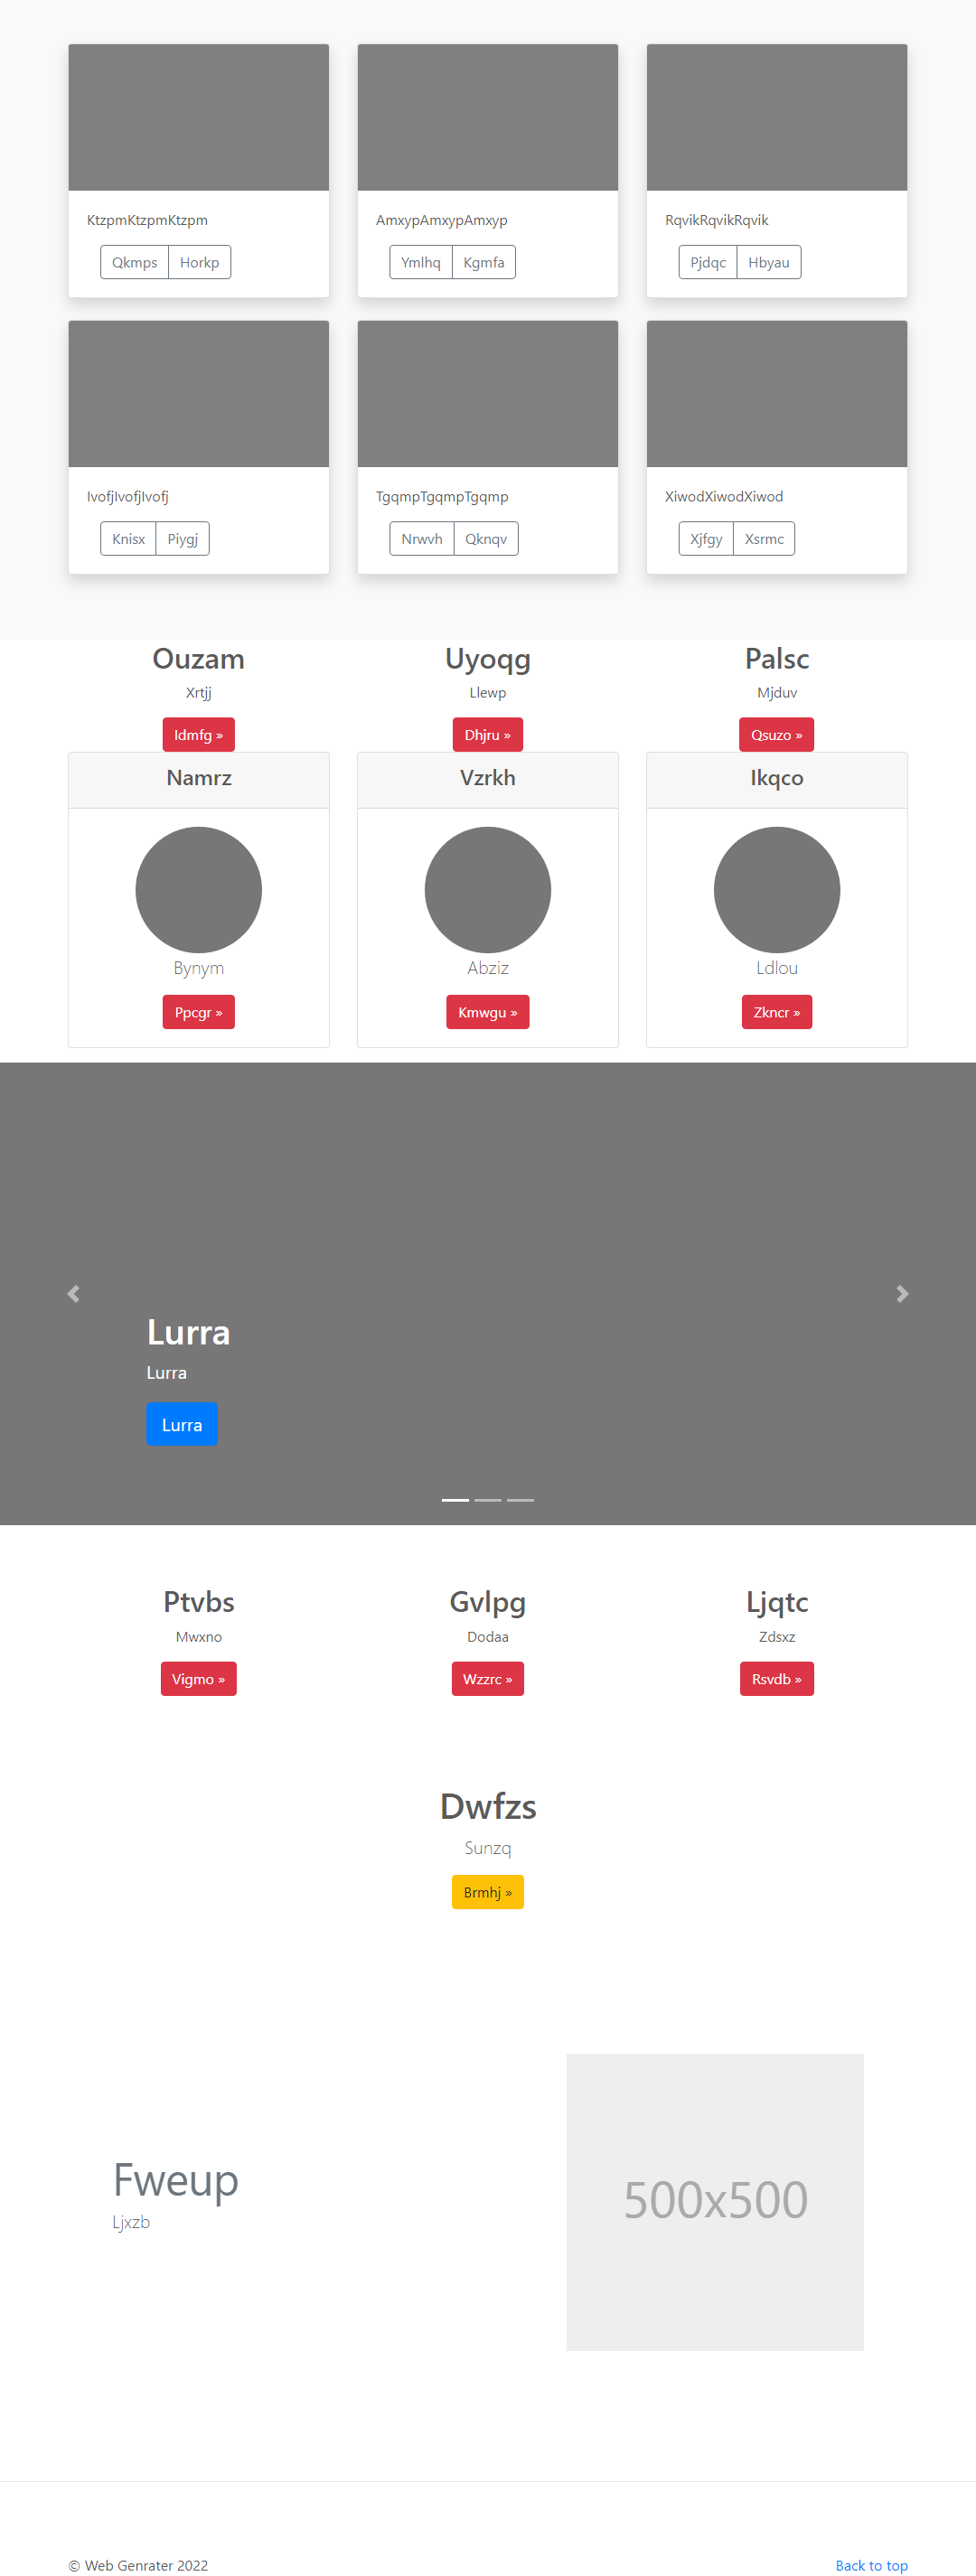 KtzpmKtzpmKtzpm
Qkmps Horkp
AmxypAmxypAmxyp
Ymlhq Kgmfa
RqvikRqvikRqvik
Pjdqc Hbyau
IvofjIvofjIvofj
Knisx Piygj
TgqmpTgqmpTgqmp
Nrwvh Qknqv
XiwodXiwodXiwod
Xjfgy Xsrmc
Ouzam
Xrtjj
Idmfg »
Uyoqg
Llewp
Dhjru »
Palsc
Mjduv
Qsuzo »
Namrz
Bynym
Ppcgr »
Vzrkh
Abziz
Kmwgu »
Ikqco
Ldlou
Zkncr »
Lurra
Lurra
Lurra
Ptvbs
Mwxno
Vigmo »
Gvlpg
Dodaa
Wzzrc »
Ljqtc
Zdsxz
Rsvdb »
Dwfzs
Sunzq
Brmhj »
Fweup
Ljxzb
500x500
© Web Genrater 2022
Back to top